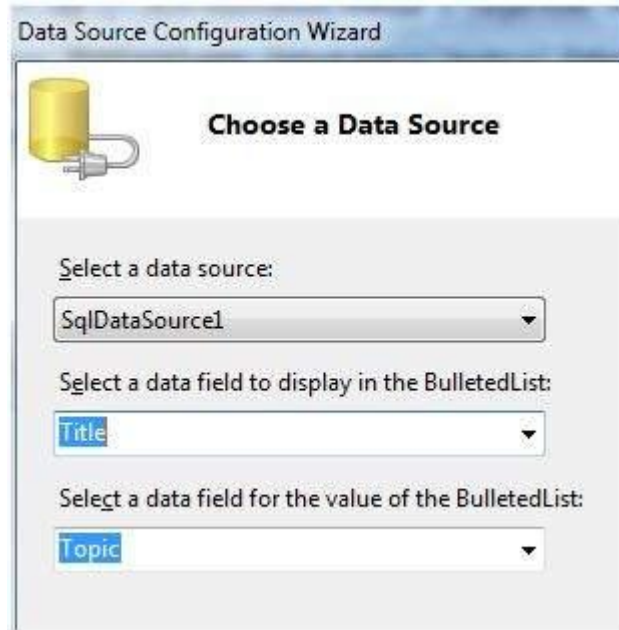 Data Source Configuration Wizard
Choose a Data Source
Select a data source:
SqlDataSource1
Select a data field to display in the BulletedList:
Title
Select a data field for the value of the BulletedList:
Topic